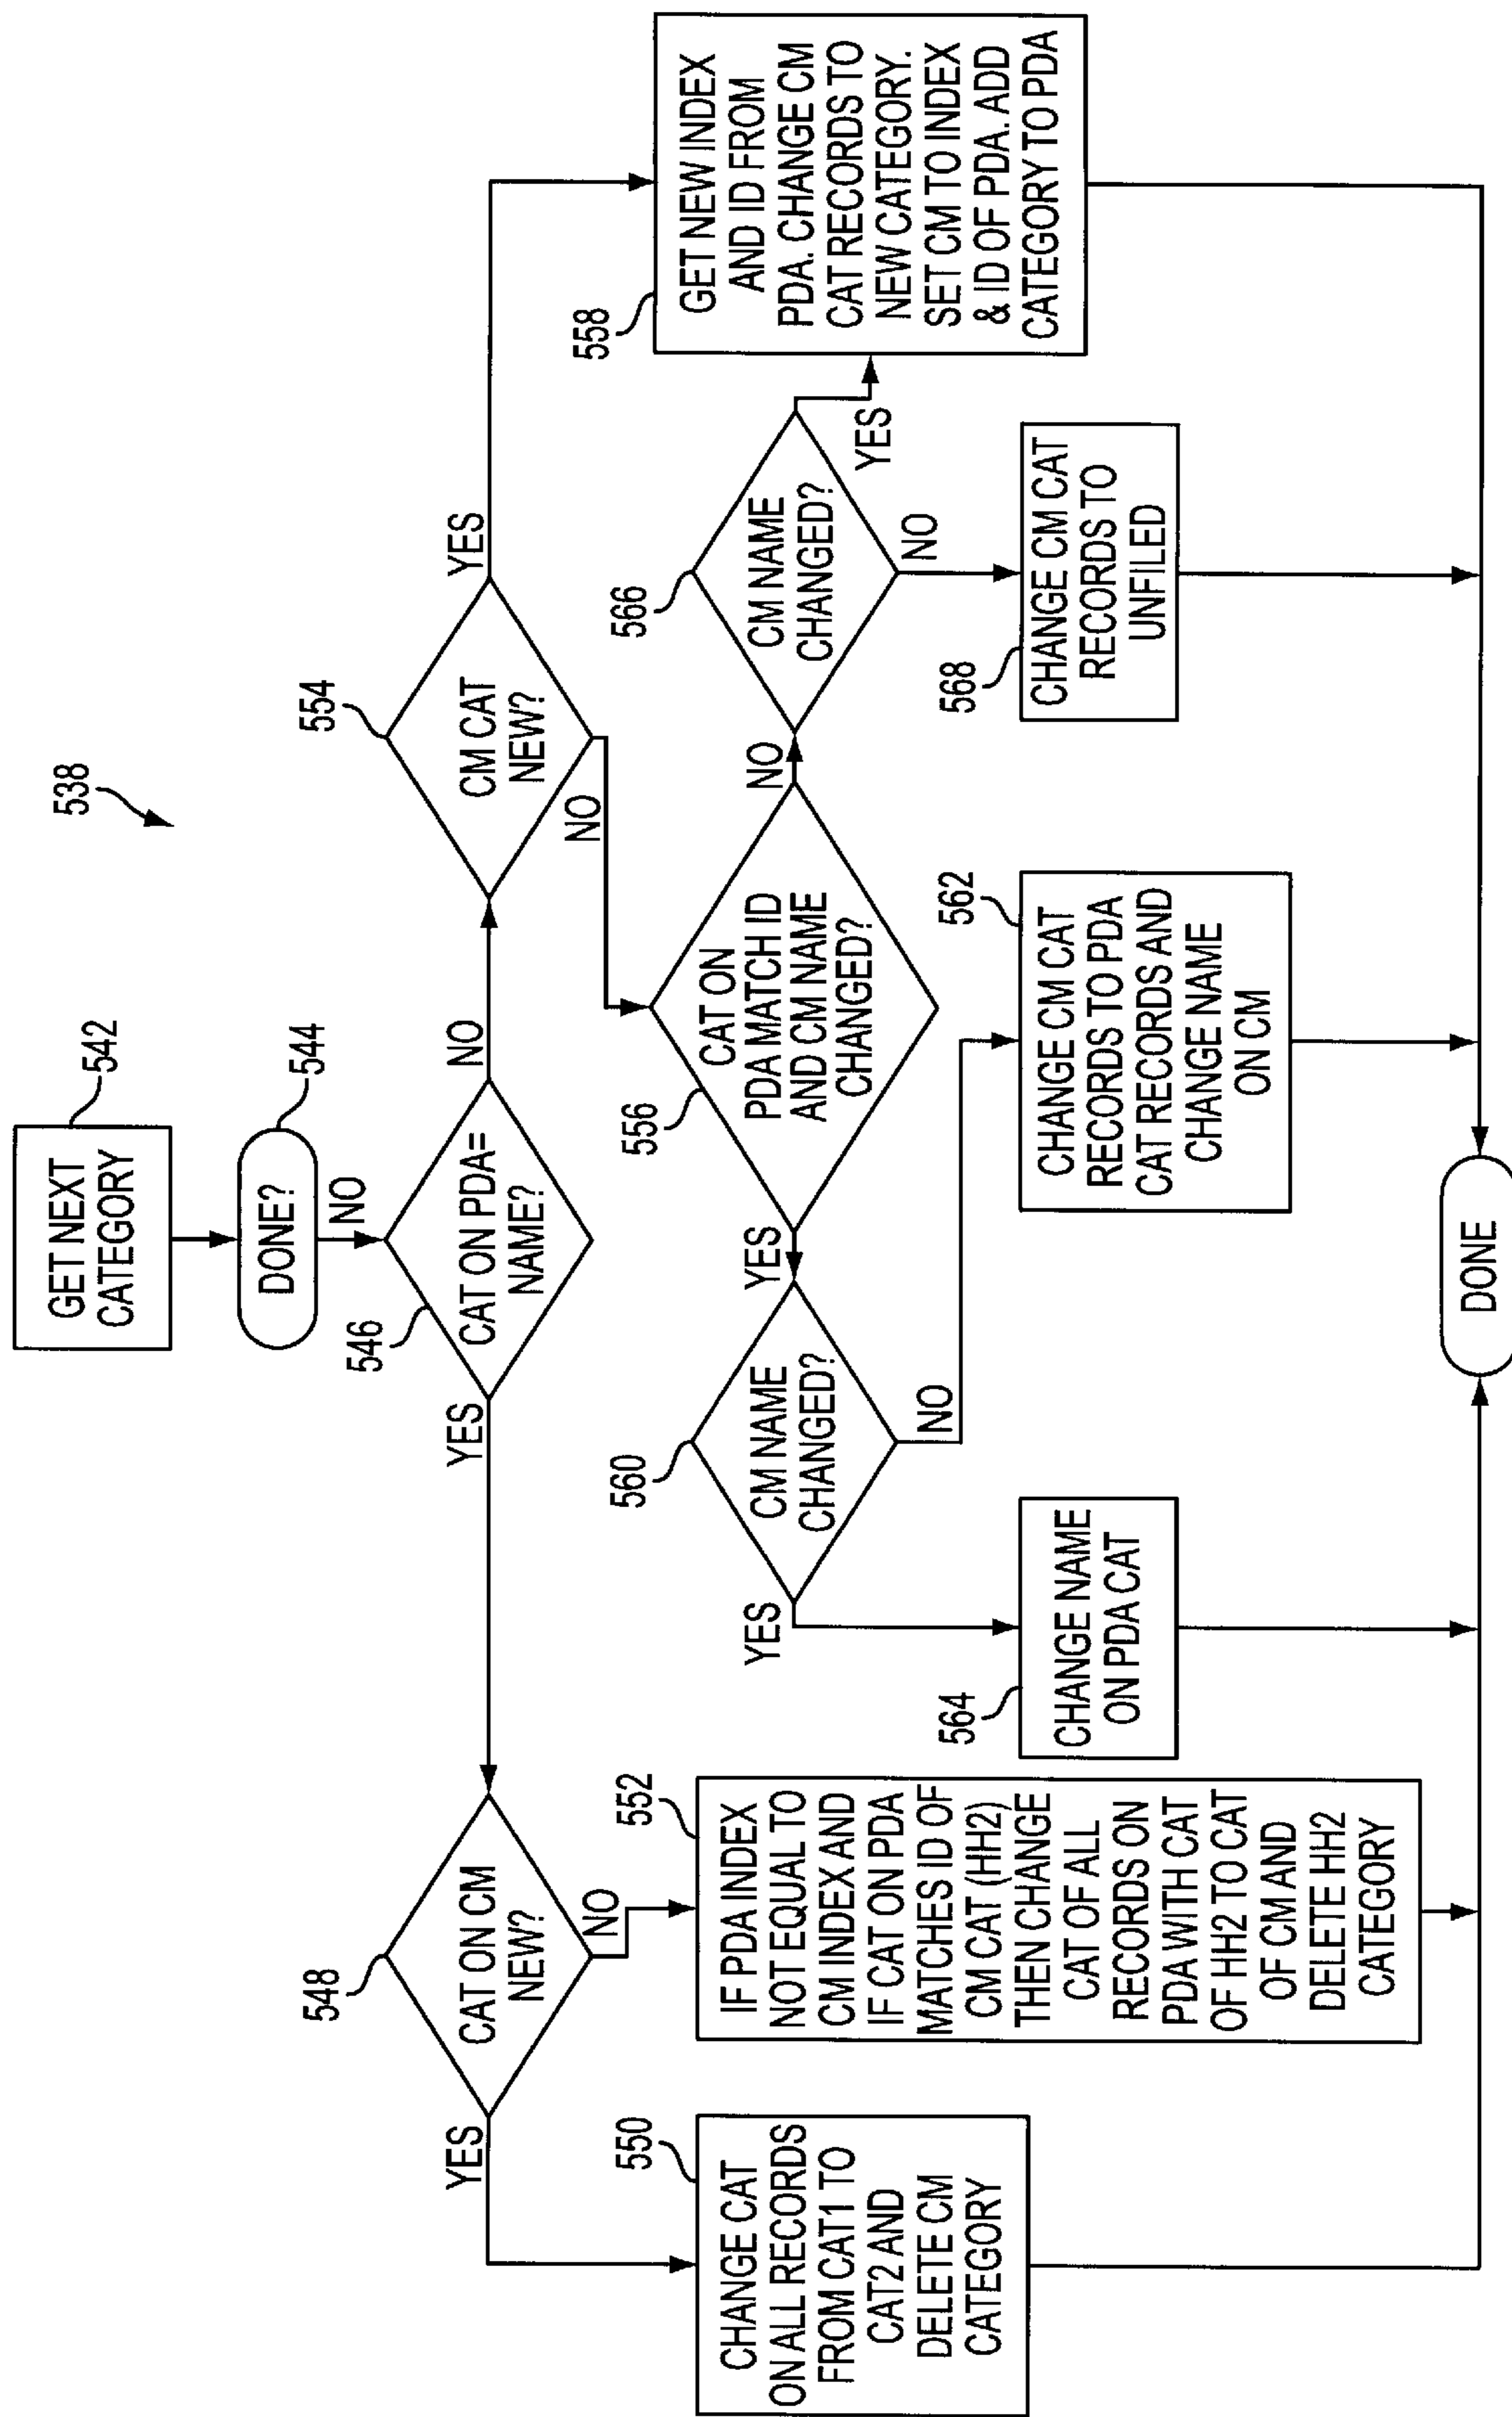 538
GET NEXT
CATEGORY
542
DONE?
544
NO
CAT ON PDA=
NAME?
546
YES
NO
CAT ON CM
NEW?
548
YES
NO
CM CAT
NEW?
554
YES
NO
CHANGE CAT
ON ALL RECORDS
FROM CAT1 TO
CAT2 AND
DELETE CM
CATEGORY
550
IF PDA INDEX
NOT EQUAL TO
CM INDEX AND
IF CAT ON PDA
MATCHES ID OF
CM CAT (HH2)
THEN CHANGE
CAT OF ALL
RECORDS ON
PDA WITH CAT
OF HH2 TO CAT
OF CM AND
DELETE HH2
CATEGORY
552
CM NAME
CHANGED?
560
YES
NO
CAT ON
PDA MATCH ID
AND CM NAME
CHANGED?
556
YES
NO
CM NAME
CHANGED?
566
YES
NO
GET NEW INDEX
AND ID FROM
PDA. CHANGE CM
CAT RECORDS TO
NEW CATEGORY.
SET CM TO INDEX
& ID OF PDA. ADD
CATEGORY TO PDA
558
CHANGE NAME
ON PDA CAT
564
CHANGE CM CAT
RECORDS TO PDA
CAT RECORDS AND
CHANGE NAME
ON CM
562
CHANGE CM CAT
RECORDS TO
UNFILED
568
DONE